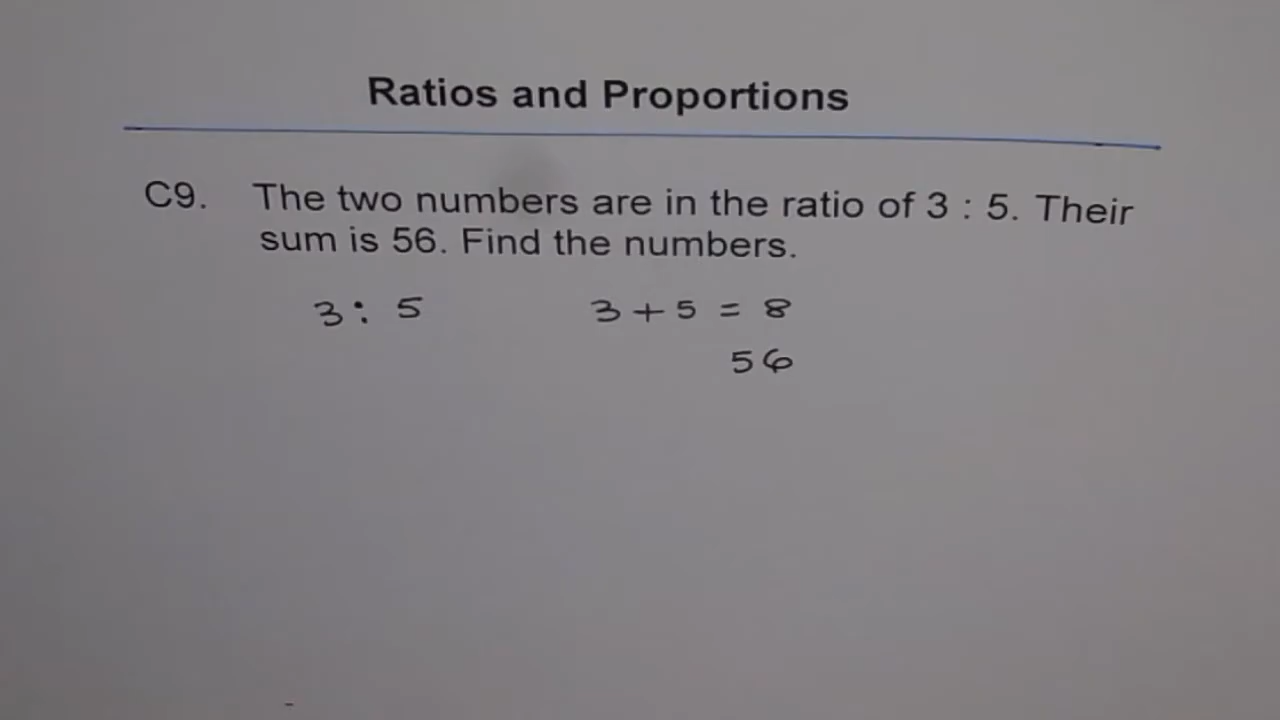 Ratios and Proportions
C9. The two numbers are in the ratio of 3 : 5. Their
sum is 56. Find the numbers.
3 : 5 3 + 5 = 8
56